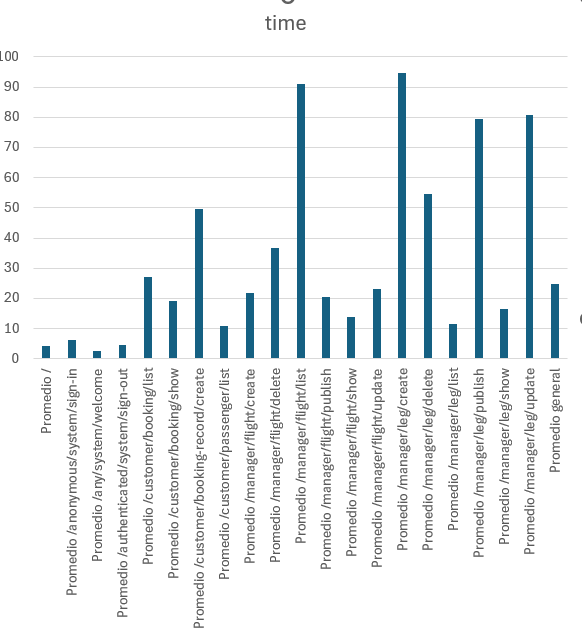 time
100
90
80
70
60
50
40
30
20
10
0
Promedio /
Promedio /anonymous/system/sign-in
Promedio /any/system/welcome
Promedio /authenticated/system/sign-out
Promedio /customer/booking/list
Promedio /customer/booking/show
Promedio /customer/booking-record/create
Promedio /customer/passenger/list
Promedio /manager/flight/create
Promedio /manager/flight/delete
Promedio /manager/flight/list
Promedio /manager/flight/publish
Promedio /manager/flight/show
Promedio /manager/flight/update
Promedio /manager/leg/create
Promedio /manager/leg/delete
Promedio /manager/leg/list
Promedio /manager/leg/publish
Promedio /manager/leg/show
Promedio /manager/leg/update
Promedio general